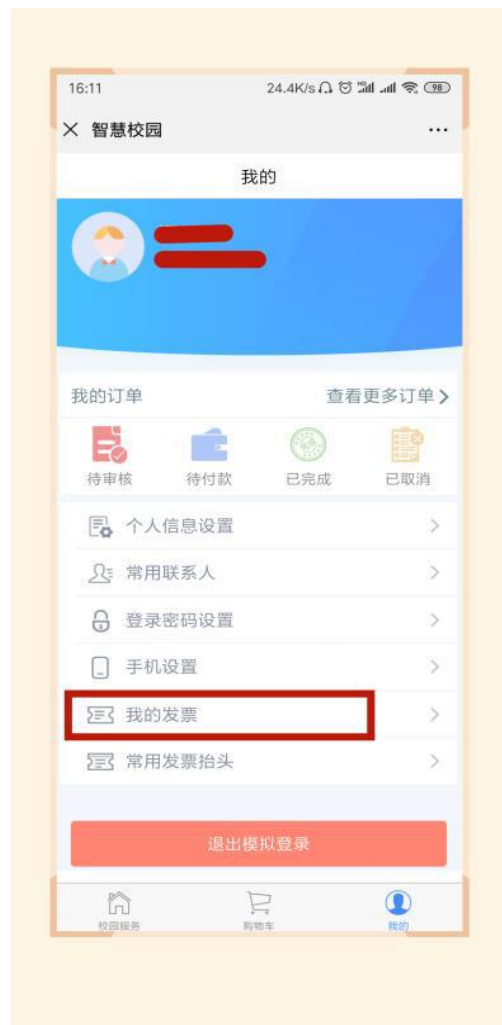 16:11 24.4K/s 98
智慧校园
我的
我的订单 查看更多订单
待审核 待付款 已完成 已取消
个人信息设置
常用联系人
登录密码设置
手机设置
我的发票
常用发票抬头
退出模拟登录
校园服务 购物车 我的